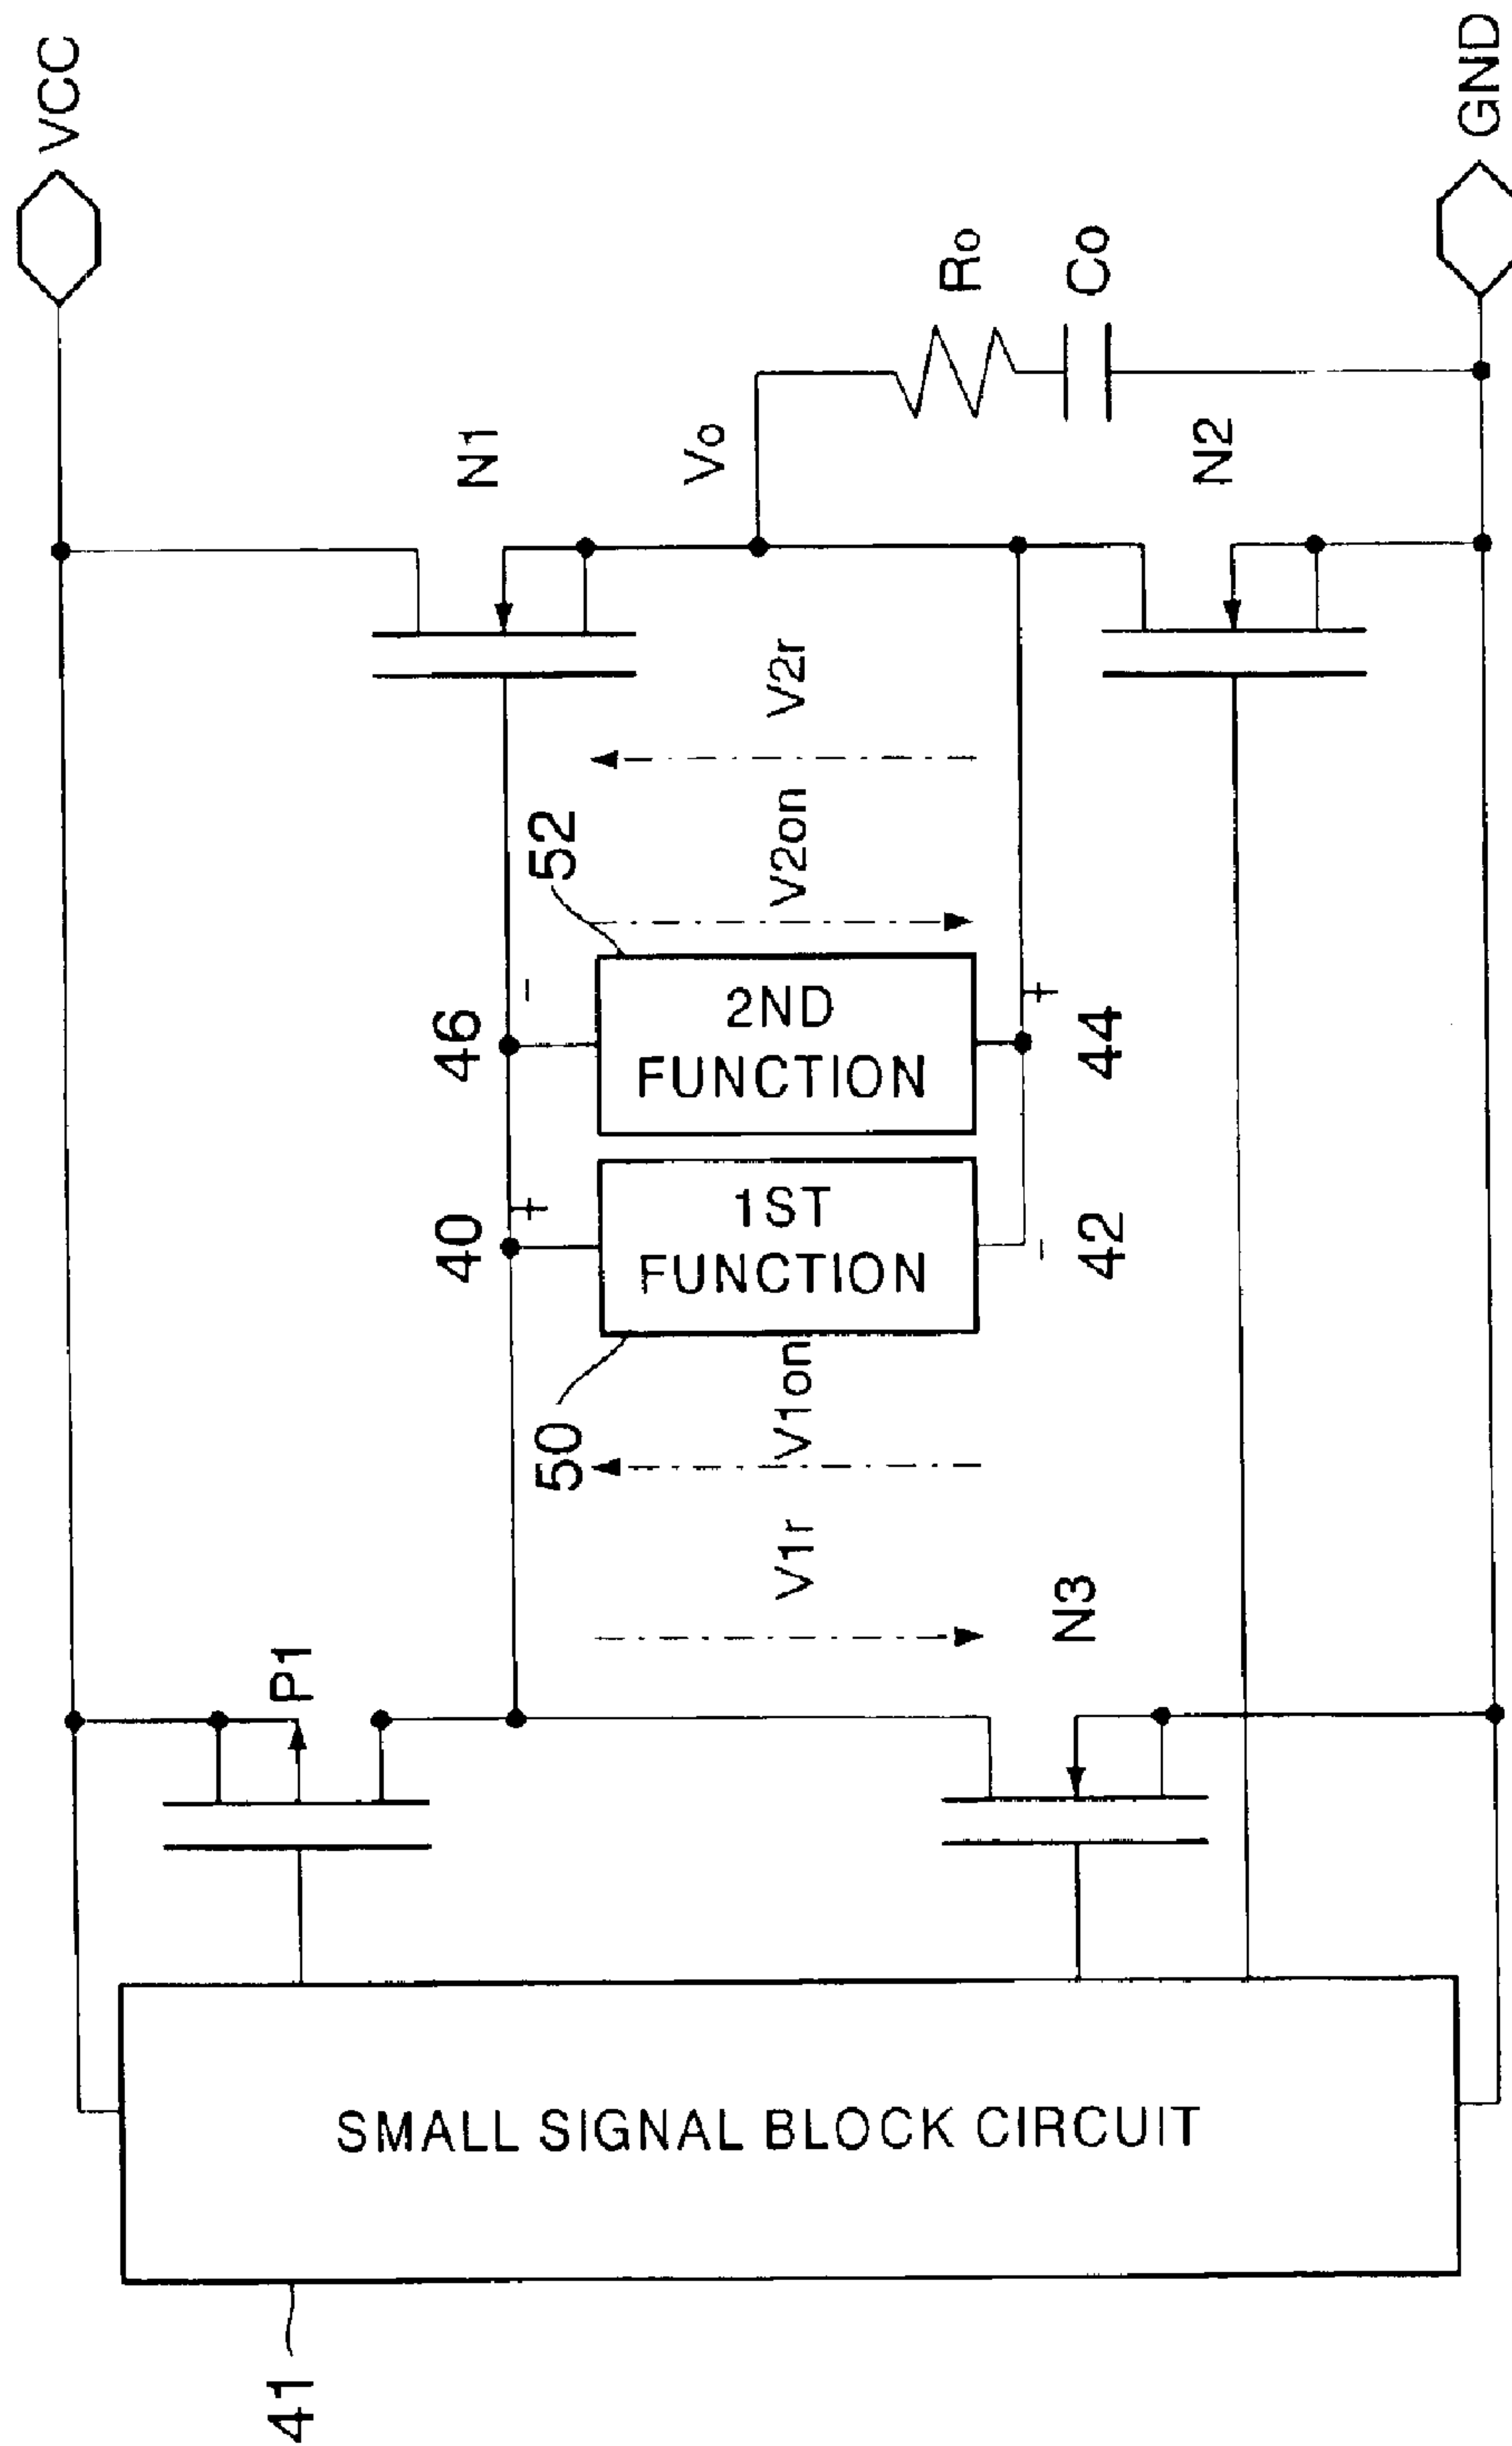 VCC
P1
N1
40
46
50
52
41
SMALL SIGNAL BLOCK CIRCUIT
V1r
V1on
1ST
FUNCTION
2ND
FUNCTION
V2on
V2r
Vo
Ro
Co
+
-
-
+
N3
42
44
N2
GND